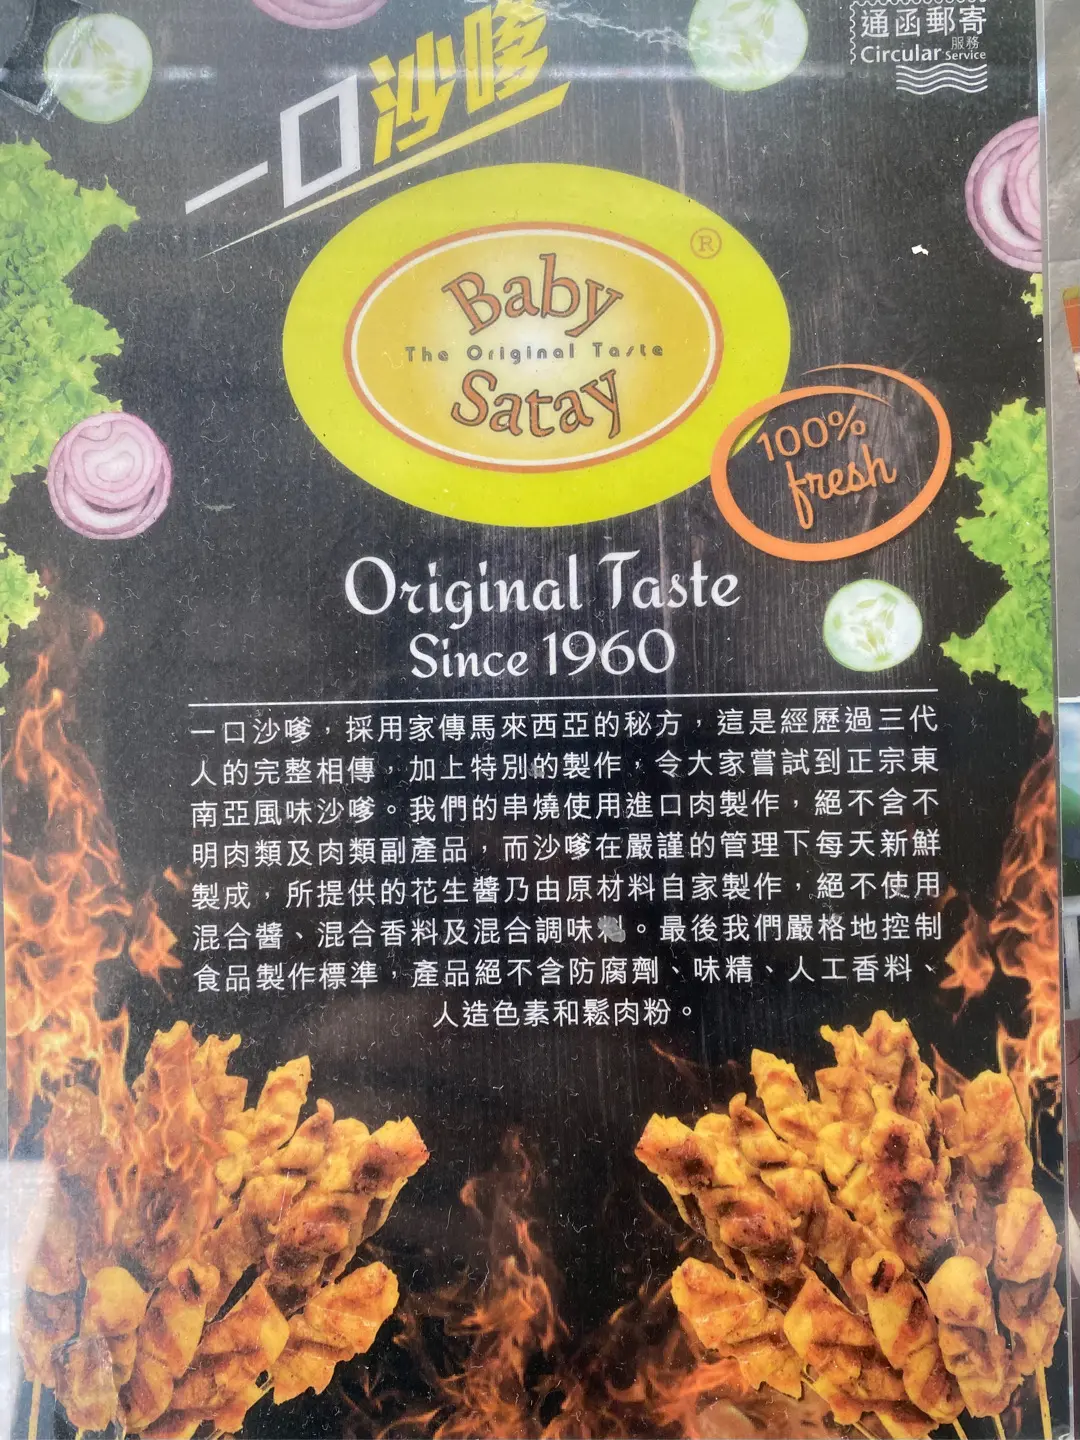 通函郵寄
服務
Circular Service
一口沙嗲
®
Baby
The Original Taste
Satay
100%
fresh
Original Taste
Since 1960
一口沙嗲，採用家傳馬來西亞的秘方，這是經歷過三代
人的完整相傳，加上特別的製作，令大家嘗試到正宗東
南亞風味沙嗲。我們的串燒使用進口肉製作，絕不含不
明肉類及肉類副產品，而沙嗲在嚴謹的管理下每天新鮮
製成，所提供的花生醬乃由原材料自家製作，絕不使用
混合醬、混合香料及混合調味料。最後我們嚴格地控制
食品製作標準，產品絕不含防腐劑、味精、人工香料、
人造色素和鬆肉粉。